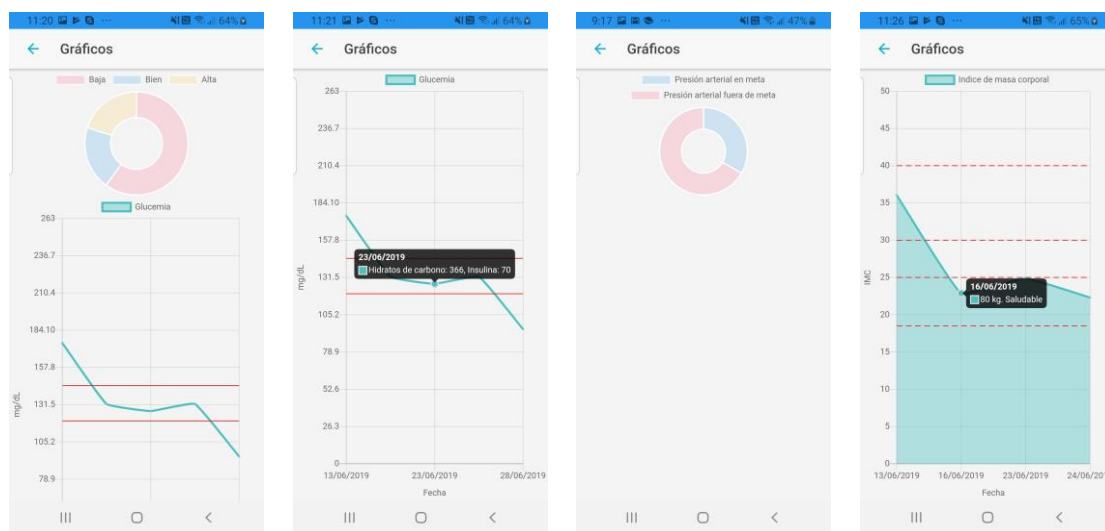 11:20 ... 64%
Gráficos
Baja Bien Alta
Glucemia
263
236.7
210.4
184.10
157.8
131.5
105.2
78.9
mg/dL
11:21 ... 64%
Gráficos
Glucemia
263
236.7
210.4
184.10
157.8
131.5
105.2
78.9
52.6
26.3
0
mg/dL
23/06/2019
Hidratos de carbono: 366, Insulina: 70
13/06/2019 23/06/2019 28/06/2019
Fecha
9:17 ... 47%
Gráficos
Presión arterial en meta
Presión arterial fuera de meta
11:26 ... 65%
Gráficos
Indice de masa corporal
50
45
40
35
30
25
20
15
10
5
0
IMC
16/06/2019
80 kg. Saludable
13/06/2019 16/06/2019 23/06/2019 24/06/20
Fecha